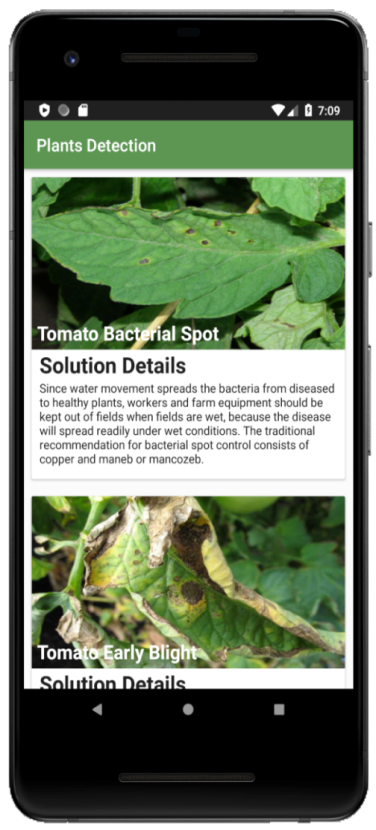 7:09
Plants Detection
Tomato Bacterial Spot
Solution Details
Since water movement spreads the bacteria from diseased
to healthy plants, workers and farm equipment should be
kept out of fields when fields are wet, because the disease
will spread readily under wet conditions. The traditional
recommendation for bacterial spot control consists of
copper and maneb or mancozeb.
Tomato Early Blight
Solution Details